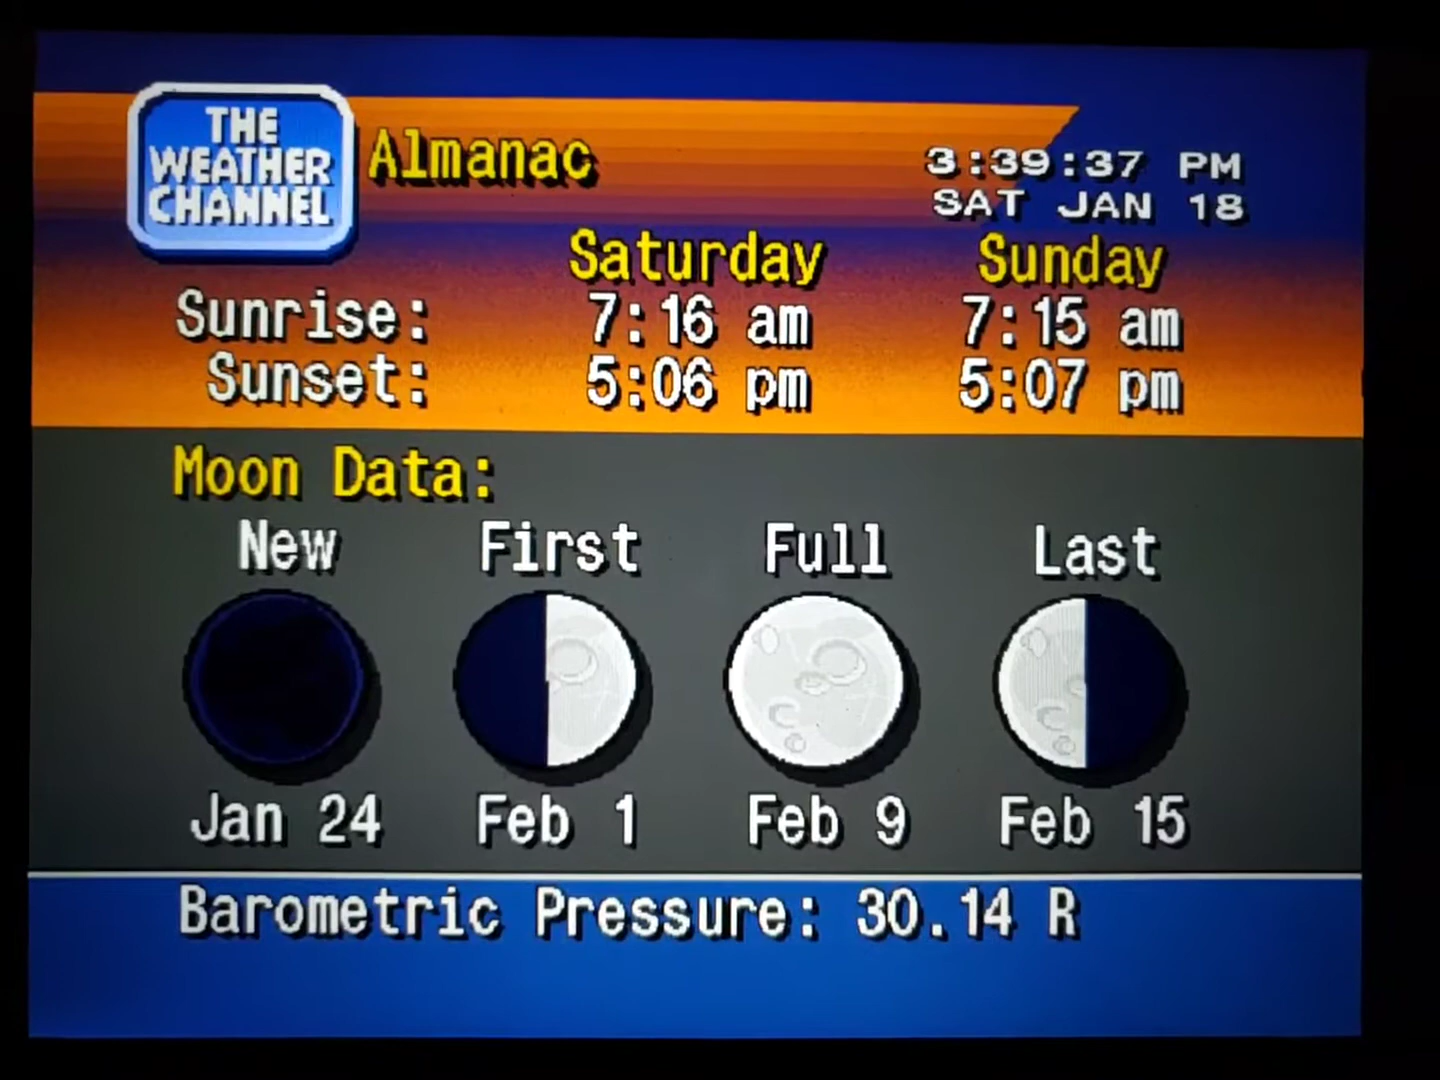 THE
WEATHER
CHANNEL
Almanac
3:39:37 PM
SAT JAN 18
Saturday Sunday
Sunrise: 7:16 am 7:15 am
Sunset: 5:06 pm 5:07 pm
Moon Data:
New First Full Last
Jan 24 Feb 1 Feb 9 Feb 15
Barometric Pressure: 30.14 R